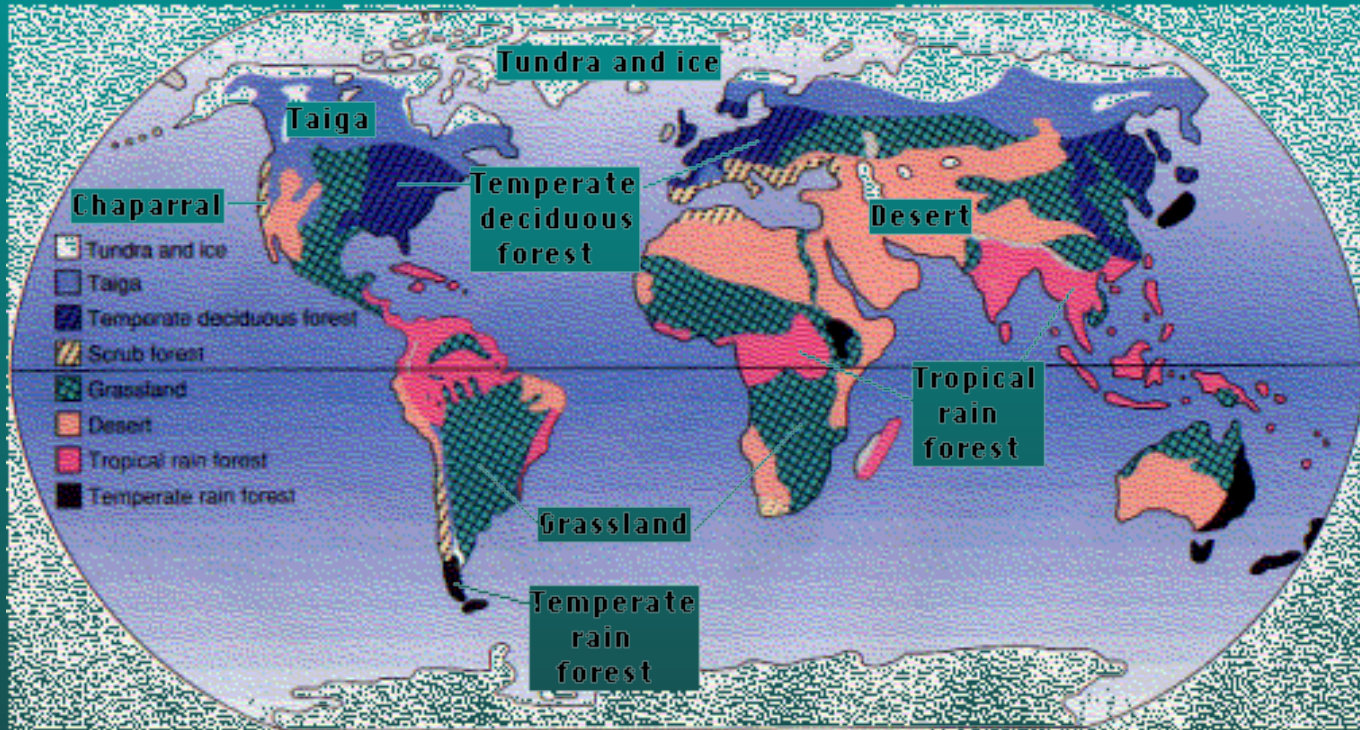 Tundra and ice
Taiga
Chaparral
Temperate
deciduous
forest
Desert
Tundra and ice
Taiga
Temperate deciduous forest
Scrub forest
Grassland
Desert
Tropical rain forest
Temperate rain forest
Tropical
rain
forest
Grassland
Temperate
rain
forest